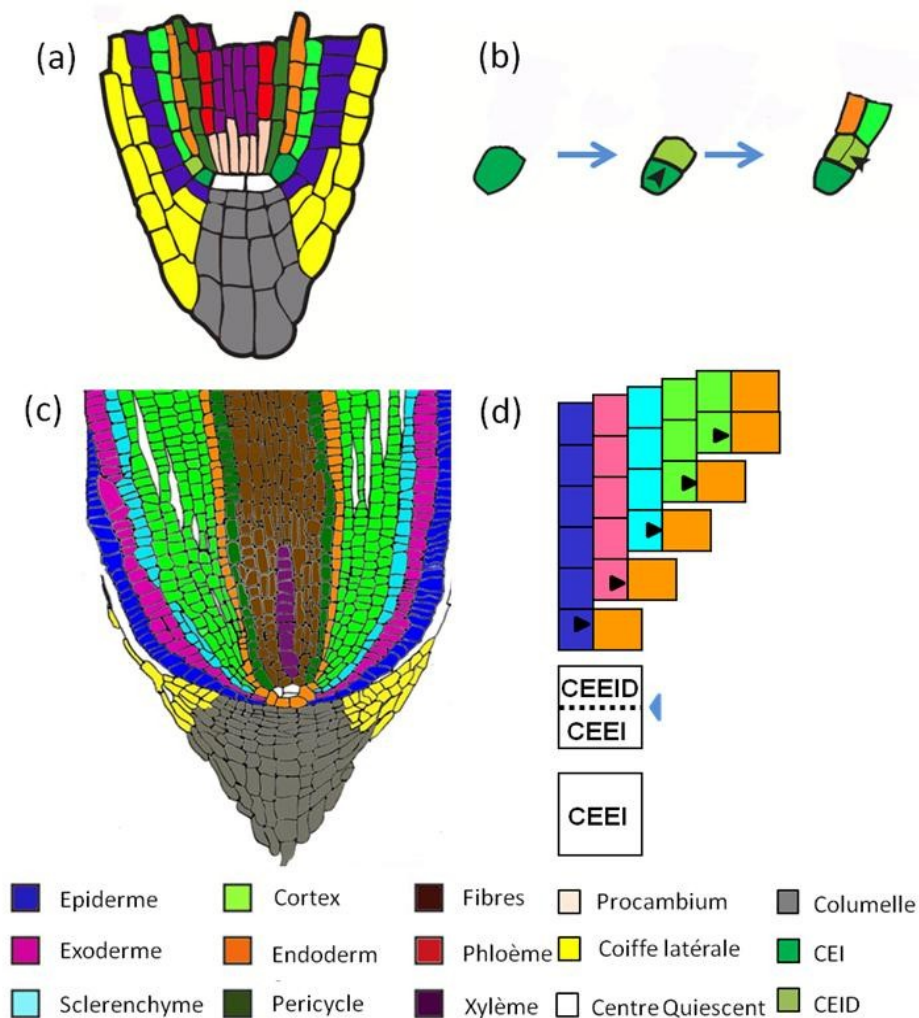 (a)
(b)
(c)
(d)
CEEID
CEEI
CEEI
Epiderme Cortex Fibres Procambium Columelle
Exoderme Endoderm Phloème Coiffe latérale CEI
Sclerenchyme Pericycle Xylème Centre Quiescent CEID